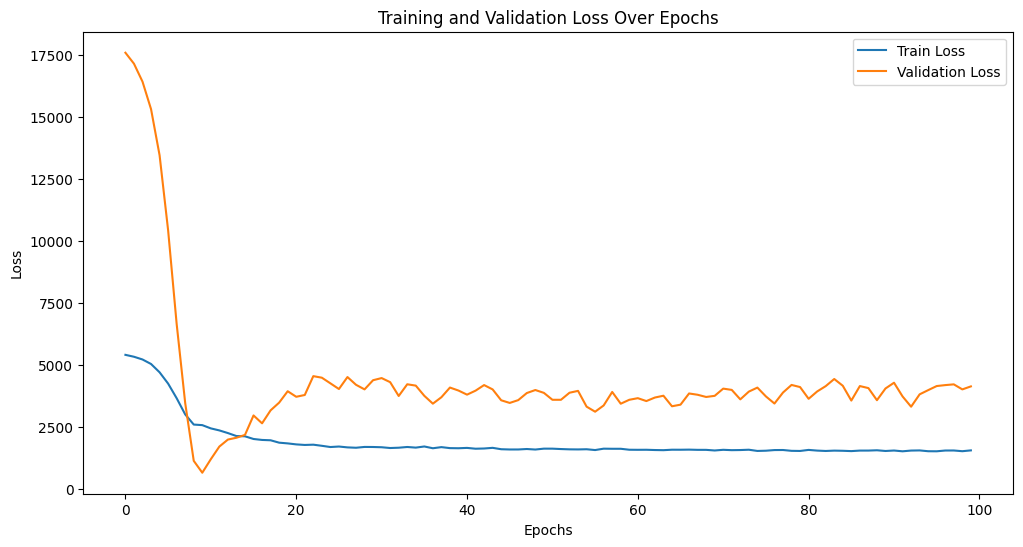 Training and Validation Loss Over Epochs
Train Loss
Validation Loss
Loss
17500
15000
12500
10000
7500
5000
2500
0
0 20 40 60 80 100
Epochs